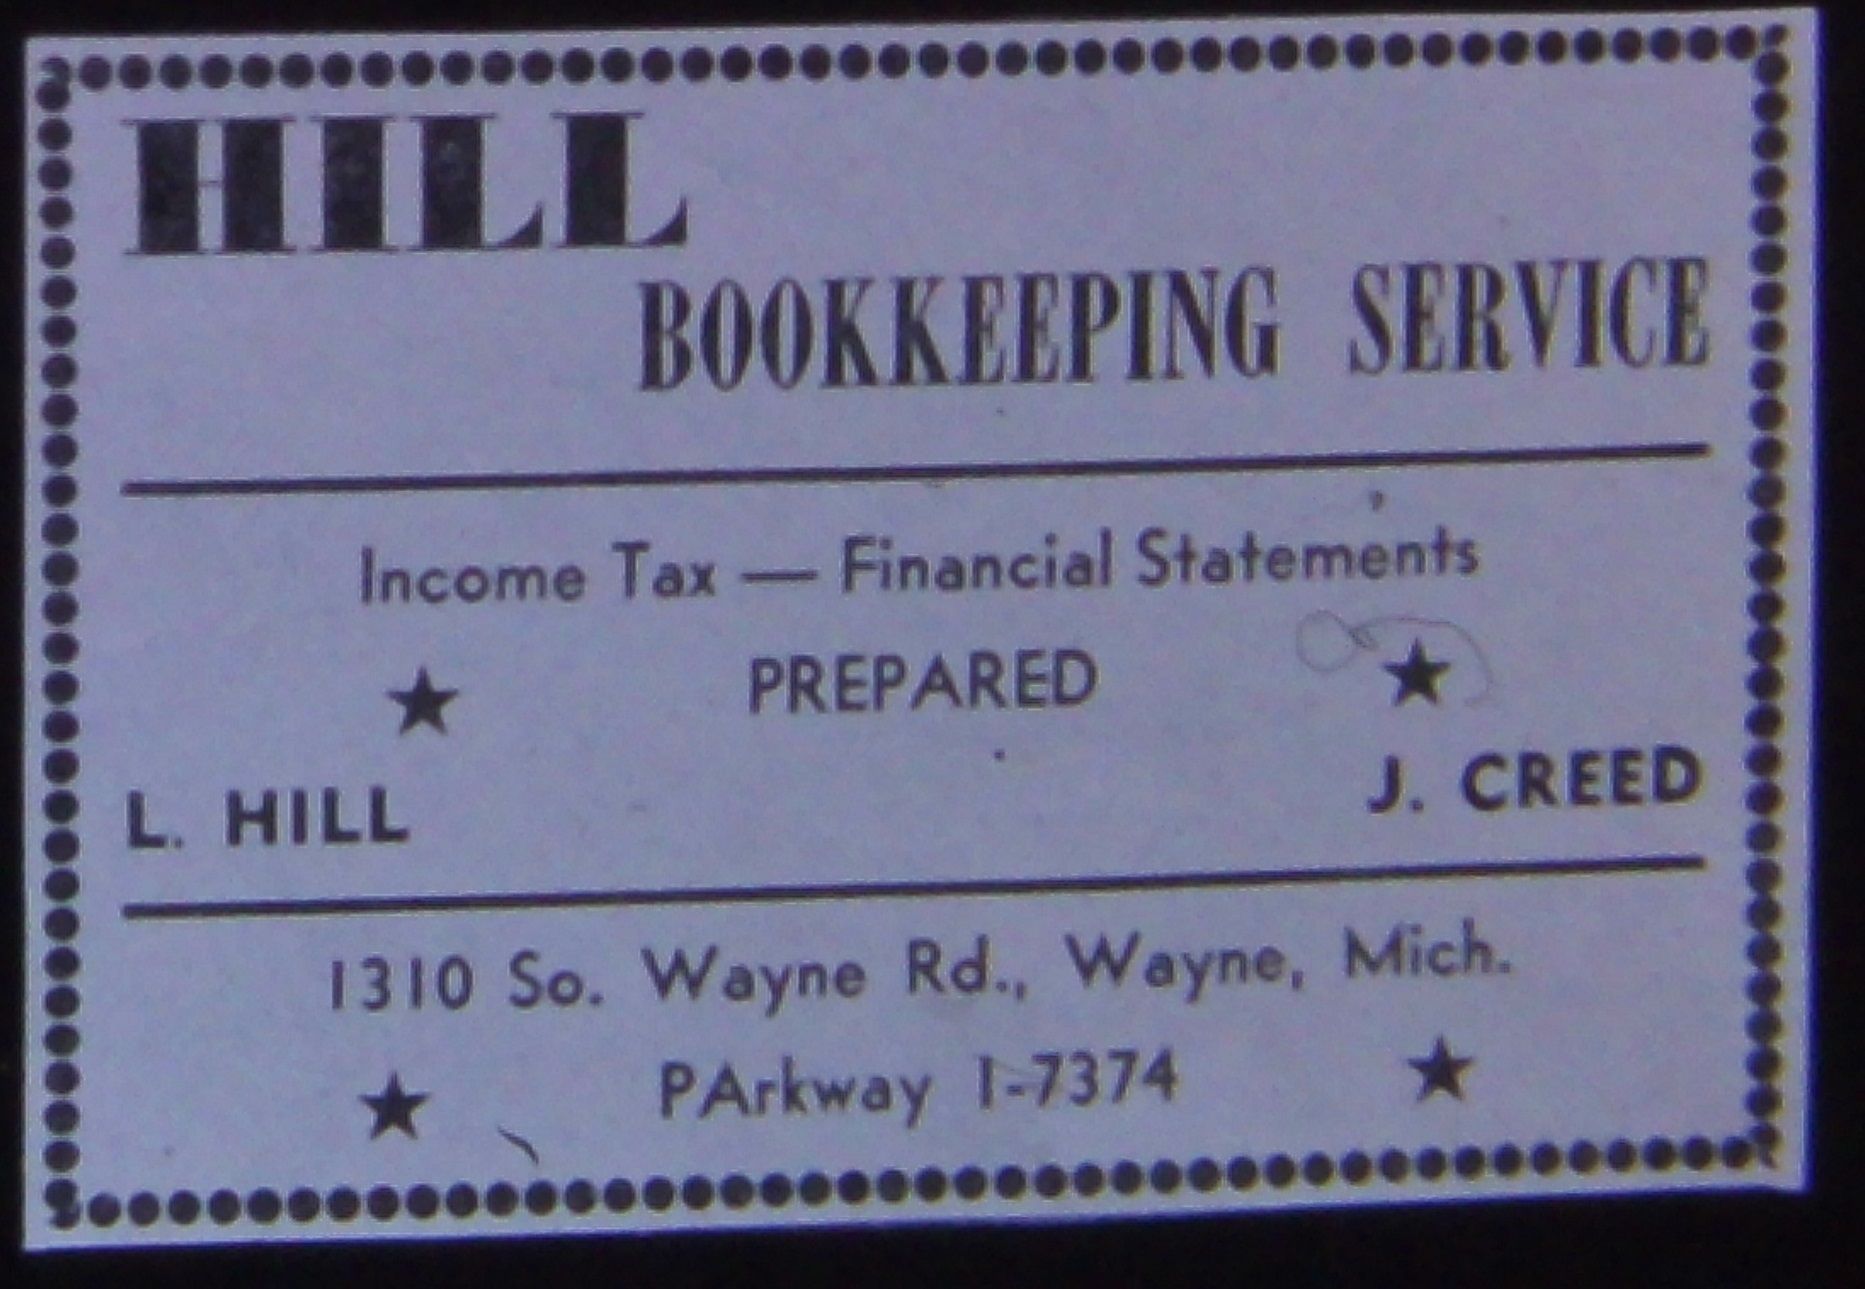 HILL
BOOKKEEPING SERVICE
Income Tax — Financial Statements
PREPARED
L. HILL J. CREED
1310 So. Wayne Rd., Wayne, Mich.
PArkway 1-7374